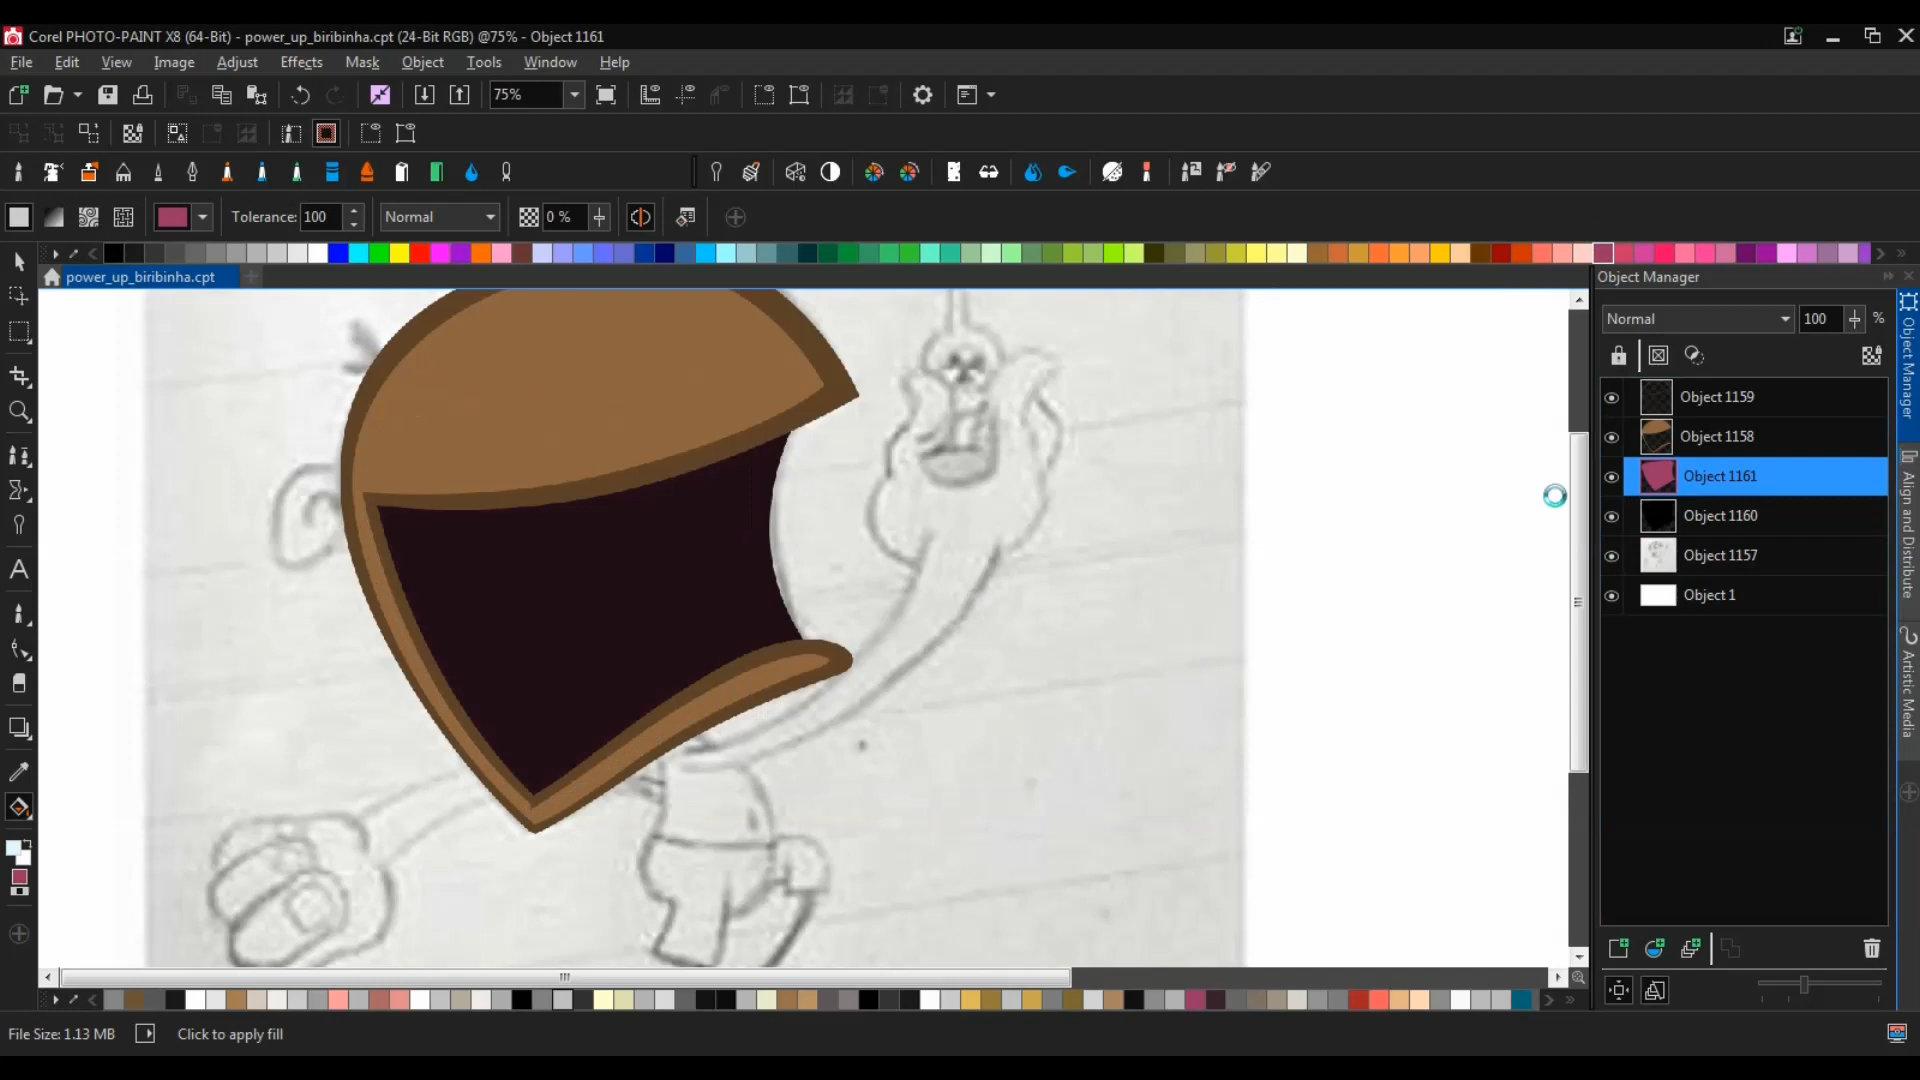 Corel PHOTO-PAINT X8 (64-Bit) - power_up_biribinha.cpt (24-Bit RGB) @75% - Object 1161
File Edit View Image Adjust Effects Mask Object Tools Window Help
75%
Tolerance: 100 Normal 0 %
power_up_biribinha.cpt
Object Manager
Normal 100 %
Object 1159
Object 1158
Object 1161
Object 1160
Object 1157
Object 1
Object Manager
Align and Distribute
Artistic Media
File Size: 1.13 MB Click to apply fill